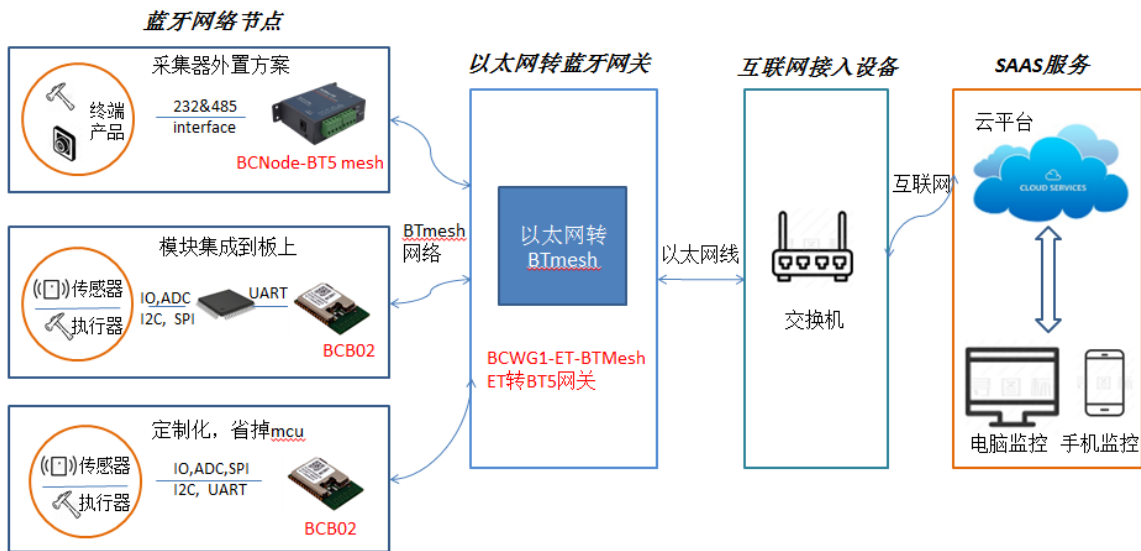 蓝牙网络节点
采集器外置方案
终端
产品
232&485
interface
BCNode-BT5 mesh
模块集成到板上
传感器
执行器
IO,ADC
I2C, SPI
UART
BCB02
定制化，省掉mcu
传感器
执行器
IO,ADC,SPI
I2C, UART
BCB02
BTmesh
网络
以太网转蓝牙网关
以太网转
BTmesh
BCWG1-ET-BTMesh
ET转BT5网关
以太网线
互联网接入设备
交换机
互联网
SAAS服务
云平台
CLOUD SERVICES
电脑监控
手机监控